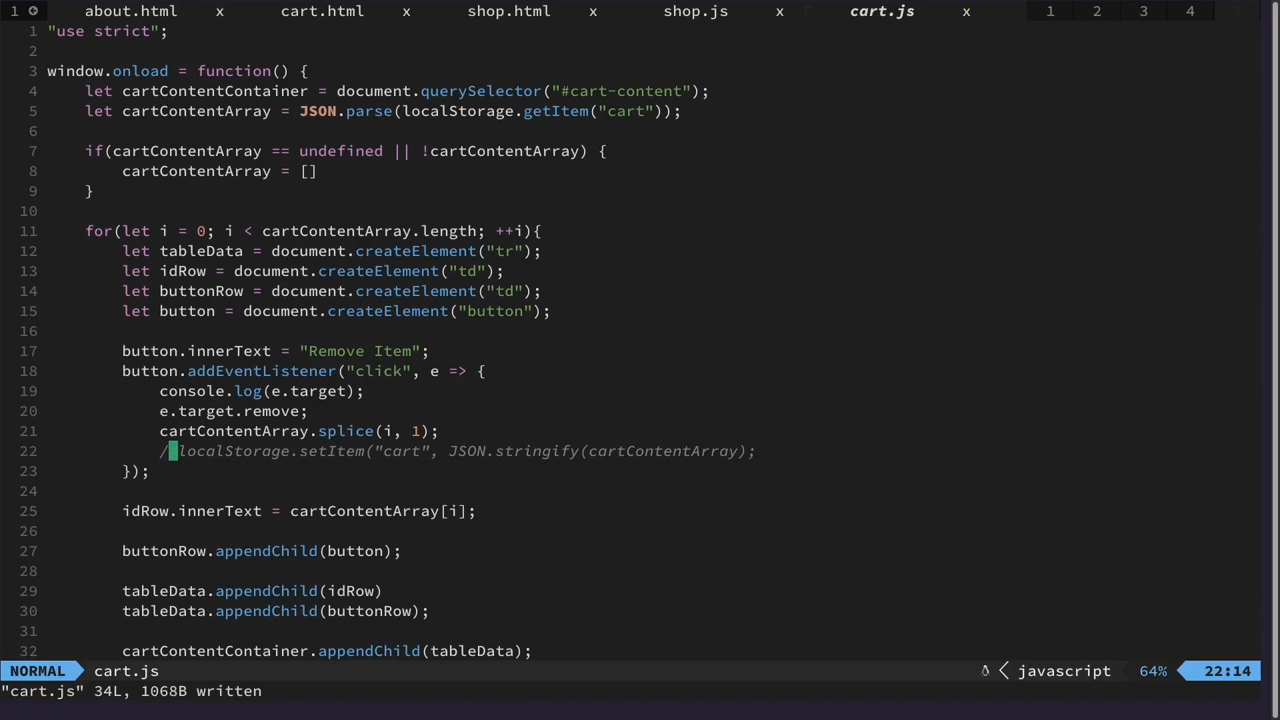 1 about.html x cart.html x shop.html x shop.js x cart.js x 1 2 3 4
1 "use strict";
2
3 window.onload = function() {
4 let cartContentContainer = document.querySelector("#cart-content");
5 let cartContentArray = JSON.parse(localStorage.getItem("cart"));
6
7 if(cartContentArray == undefined || !cartContentArray) {
8 cartContentArray = []
9 }
10
11 for(let i = 0; i < cartContentArray.length; ++i){
12 let tableData = document.createElement("tr");
13 let idRow = document.createElement("td");
14 let buttonRow = document.createElement("td");
15 let button = document.createElement("button");
16
17 button.innerText = "Remove Item";
18 button.addEventListener("click", e => {
19 console.log(e.target);
20 e.target.remove;
21 cartContentArray.splice(i, 1);
22 //localStorage.setItem("cart", JSON.stringify(cartContentArray);
23 });
24
25 idRow.innerText = cartContentArray[i];
26
27 buttonRow.appendChild(button);
28
29 tableData.appendChild(idRow)
30 tableData.appendChild(buttonRow);
31
32 cartContentContainer.appendChild(tableData);
NORMAL cart.js javascript 64% 22:14
"cart.js" 34L, 1068B written